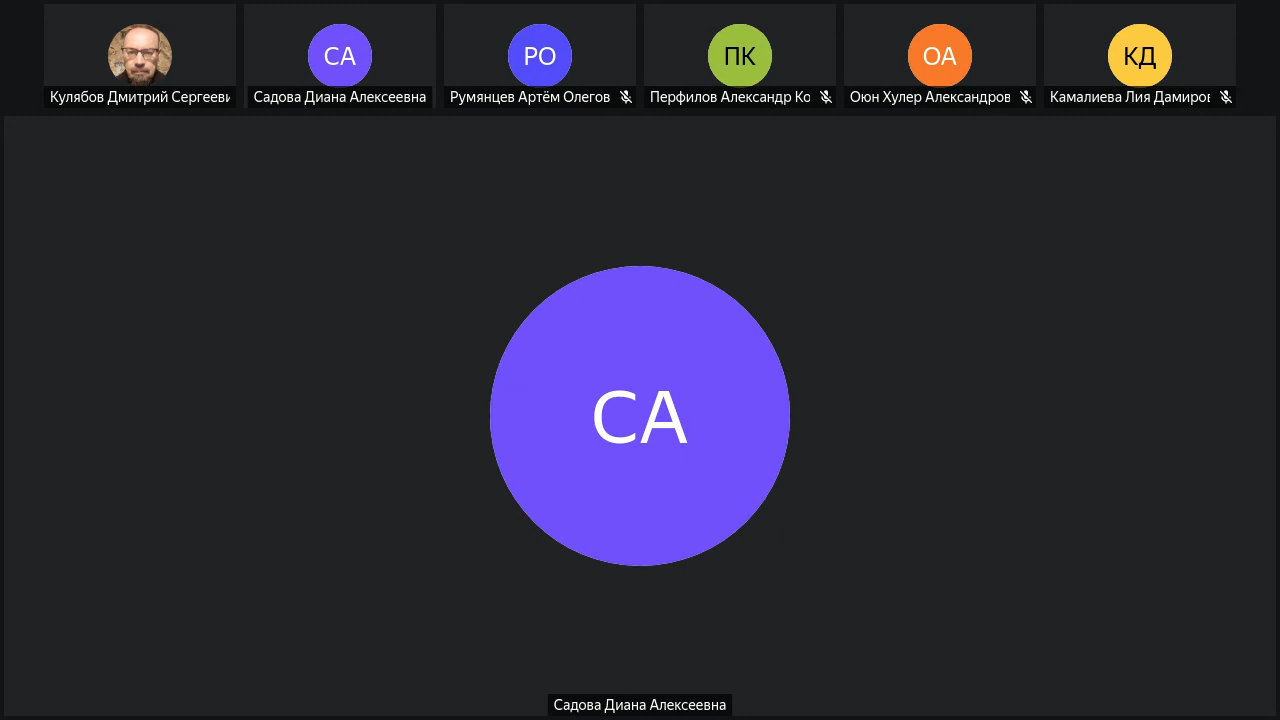 СА
РО
ПК
ОА
КД
Кулябов Дмитрий Сергееви
Садова Диана Алексеевна
Румянцев Артём Олегов
Перфилов Александр Ко
Оюн Хулер Александров
Камалиева Лия Дамиров
СА
Садова Диана Алексеевна